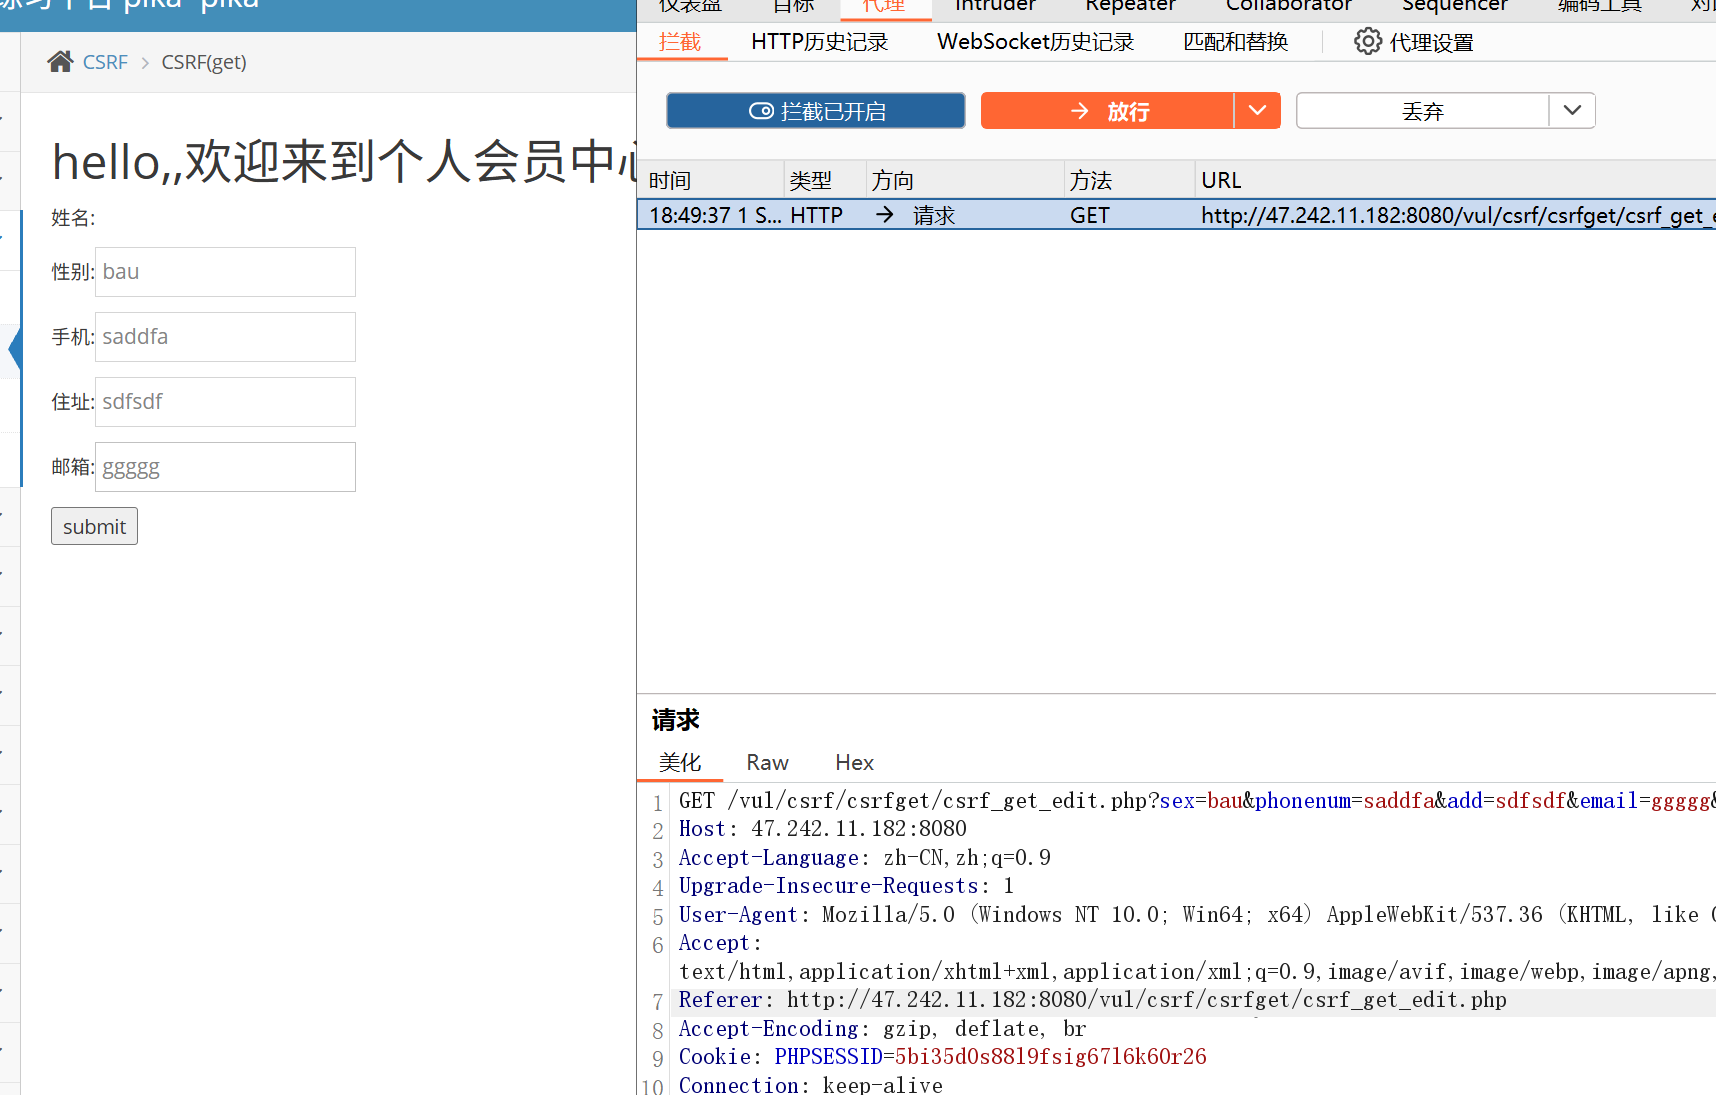 练习平台 pika~pika
CSRF > CSRF(get)
hello,,欢迎来到个人会员中心
姓名:
性别: bau
手机: saddfa
住址: sdfsdf
邮箱: ggggg
submit
仪表盘 目标 代理 Intruder Repeater Collaborator Sequencer 编码工具 对
拦截 HTTP历史记录 WebSocket历史记录 匹配和替换 代理设置
拦截已开启 → 放行 丢弃
时间 类型 方向 方法 URL
18:49:37 1 S... HTTP → 请求 GET http://47.242.11.182:8080/vul/csrf/csrfget/csrf_get_e
请求
美化 Raw Hex
1 GET /vul/csrf/csrfget/csrf_get_edit.php?sex=bau&phonenum=saddfa&add=sdfsdf&email=ggggg&
2 Host: 47.242.11.182:8080
3 Accept-Language: zh-CN,zh;q=0.9
4 Upgrade-Insecure-Requests: 1
5 User-Agent: Mozilla/5.0 (Windows NT 10.0; Win64; x64) AppleWebKit/537.36 (KHTML, like
6 Accept:
text/html,application/xhtml+xml,application/xml;q=0.9,image/avif,image/webp,image/apng,
7 Referer: http://47.242.11.182:8080/vul/csrf/csrfget/csrf_get_edit.php
8 Accept-Encoding: gzip, deflate, br
9 Cookie: PHPSESSID=5bi35d0s88l9fsig67l6k60r26
10 Connection: keep-alive